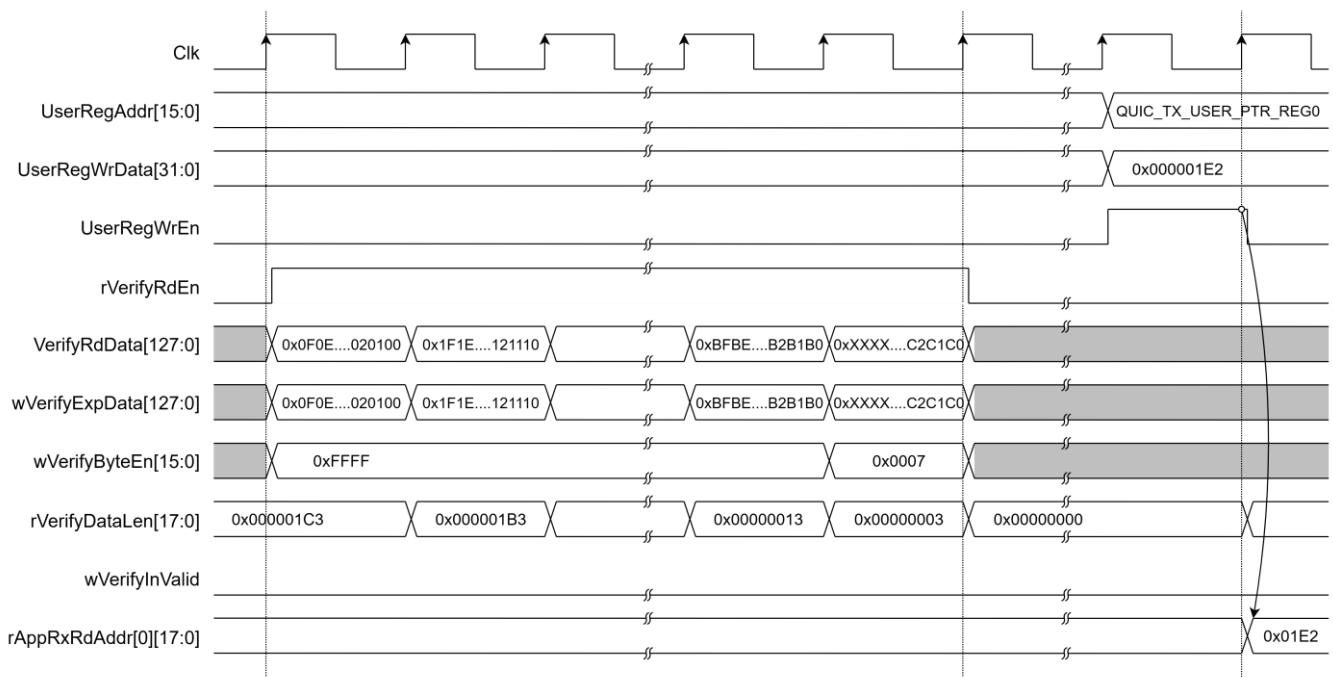 Clk
UserRegAddr[15:0] QUIC_TX_USER_PTR_REG0
UserRegWrData[31:0] 0x000001E2
UserRegWrEn
rVerifyRdEn
VerifyRdData[127:0] 0x0F0E....020100 0x1F1E....121110 0xBFBE....B2B1B0 0xXXXX....C2C1C0
wVerifyExpData[127:0] 0x0F0E....020100 0x1F1E....121110 0xBFBE....B2B1B0 0xXXXX....C2C1C0
wVerifyByteEn[15:0] 0xFFFF 0x0007
rVerifyDataLen[17:0] 0x000001C3 0x000001B3 0x00000013 0x00000003 0x00000000
wVerifyInValid
rAppRxRdAddr[0][17:0] 0x01E2